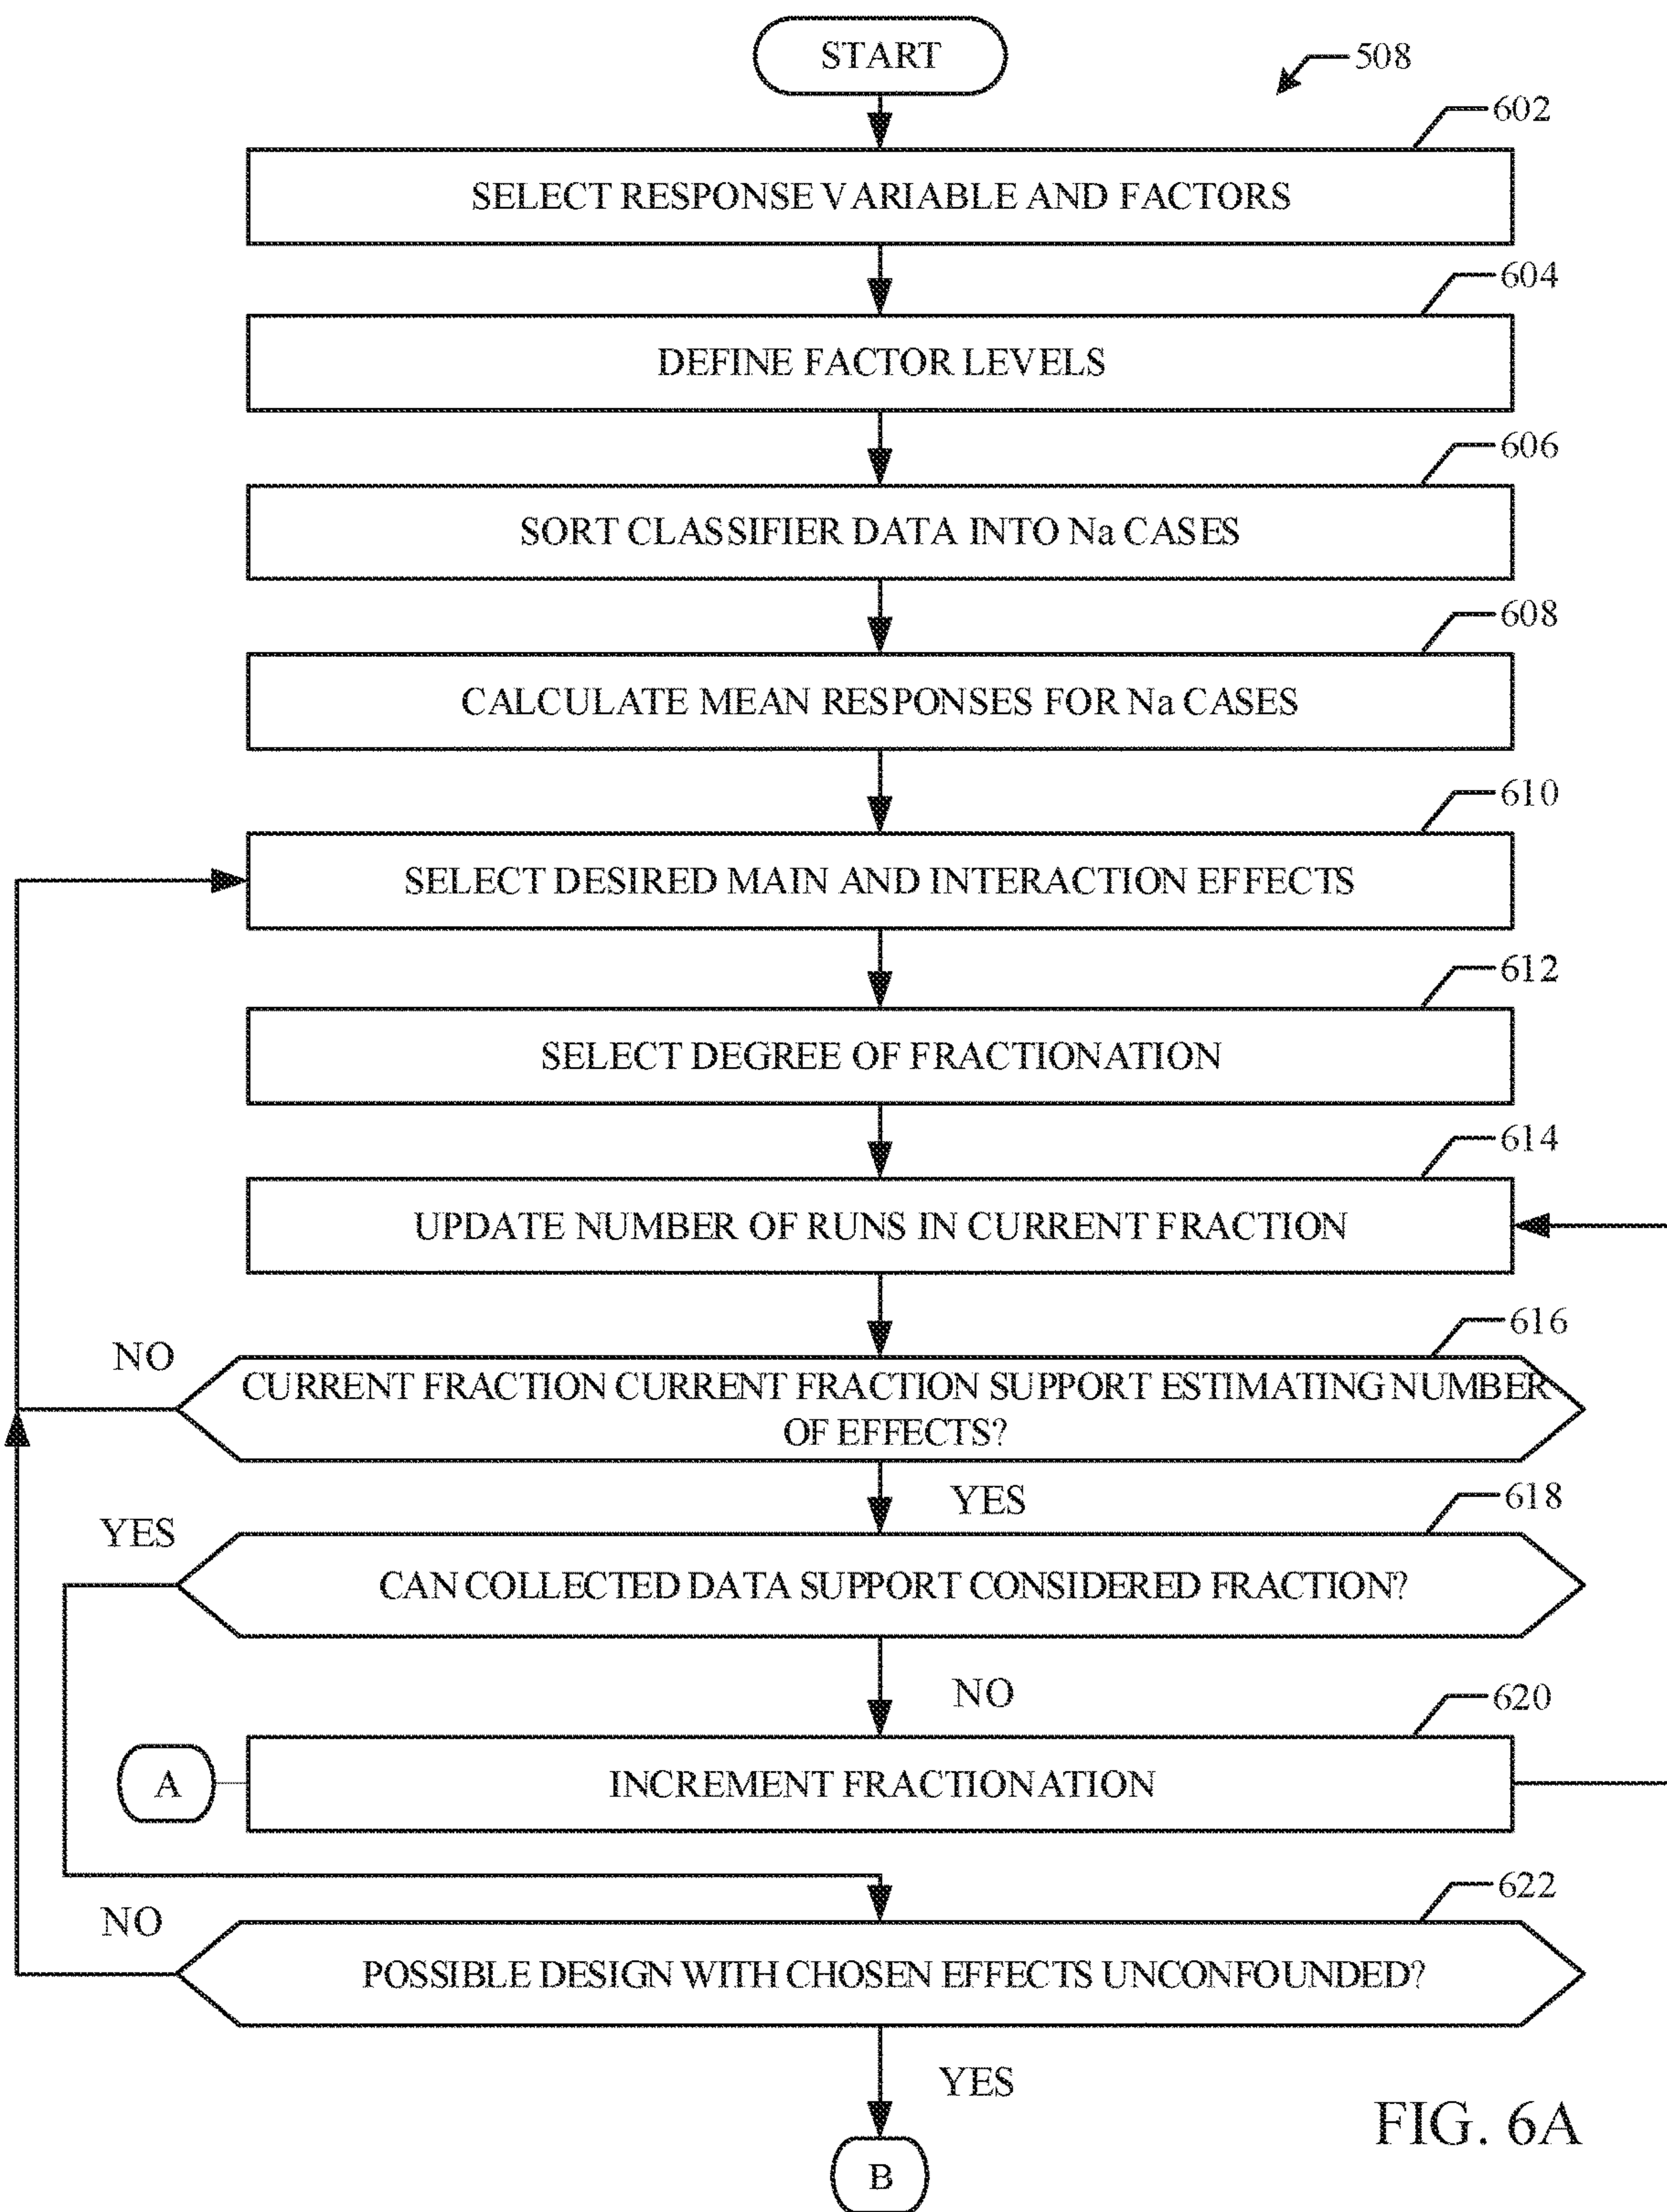 START
508
602
SELECT RESPONSE VARIABLE AND FACTORS
604
DEFINE FACTOR LEVELS
606
SORT CLASSIFIER DATA INTO Na CASES
608
CALCULATE MEAN RESPONSES FOR Na CASES
610
SELECT DESIRED MAIN AND INTERACTION EFFECTS
612
SELECT DEGREE OF FRACTIONATION
614
UPDATE NUMBER OF RUNS IN CURRENT FRACTION
616
NO
CURRENT FRACTION CURRENT FRACTION SUPPORT ESTIMATING NUMBER
OF EFFECTS?
YES
618
YES
CAN COLLECTED DATA SUPPORT CONSIDERED FRACTION?
NO
620
A
INCREMENT FRACTIONATION
622
NO
POSSIBLE DESIGN WITH CHOSEN EFFECTS UNCONFOUNDED?
YES
B
FIG. 6A